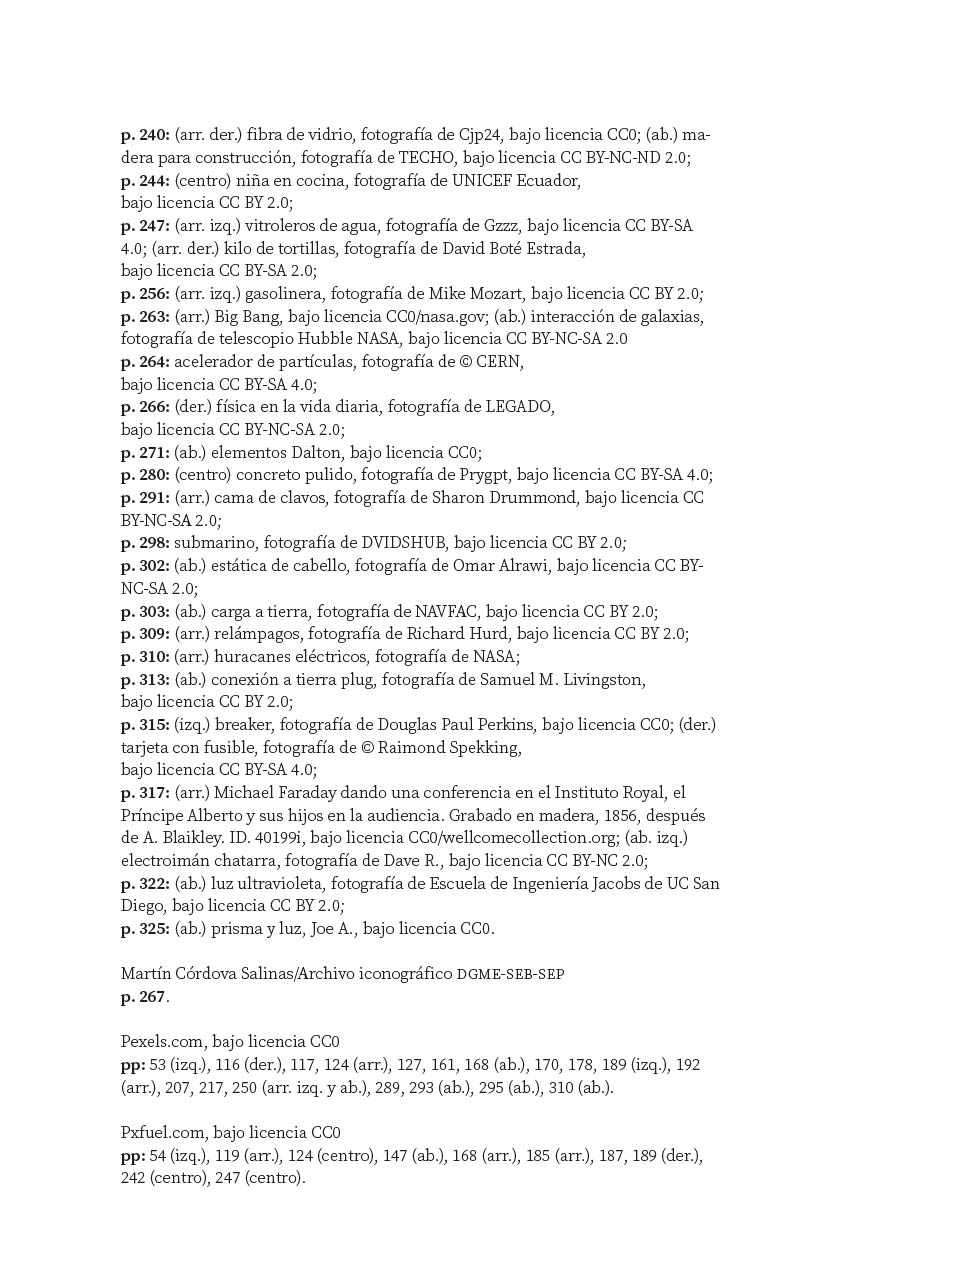 p. 240: (arr. der.) fibra de vidrio, fotografía de Cjp24, bajo licencia CC0; (ab.) ma-
dera para construcción, fotografía de TECHO, bajo licencia CC BY-NC-ND 2.0;
p. 244: (centro) niña en cocina, fotografía de UNICEF Ecuador,
bajo licencia CC BY 2.0;
p. 247: (arr. izq.) vitroleros de agua, fotografía de Gzzz, bajo licencia CC BY-SA
4.0; (arr. der.) kilo de tortillas, fotografía de David Boté Estrada,
bajo licencia CC BY-SA 2.0;
p. 256: (arr. izq.) gasolinera, fotografía de Mike Mozart, bajo licencia CC BY 2.0;
p. 263: (arr.) Big Bang, bajo licencia CC0/nasa.gov; (ab.) interacción de galaxias,
fotografía de telescopio Hubble NASA, bajo licencia CC BY-NC-SA 2.0
p. 264: acelerador de partículas, fotografía de © CERN,
bajo licencia CC BY-SA 4.0;
p. 266: (der.) física en la vida diaria, fotografía de LEGADO,
bajo licencia CC BY-NC-SA 2.0;
p. 271: (ab.) elementos Dalton, bajo licencia CC0;
p. 280: (centro) concreto pulido, fotografía de Prygpt, bajo licencia CC BY-SA 4.0;
p. 291: (arr.) cama de clavos, fotografía de Sharon Drummond, bajo licencia CC
BY-NC-SA 2.0;
p. 298: submarino, fotografía de DVIDSHUB, bajo licencia CC BY 2.0;
p. 302: (ab.) estática de cabello, fotografía de Omar Alrawi, bajo licencia CC BY-
NC-SA 2.0;
p. 303: (ab.) carga a tierra, fotografía de NAVFAC, bajo licencia CC BY 2.0;
p. 309: (arr.) relámpagos, fotografía de Richard Hurd, bajo licencia CC BY 2.0;
p. 310: (arr.) huracanes eléctricos, fotografía de NASA;
p. 313: (ab.) conexión a tierra plug, fotografía de Samuel M. Livingston,
bajo licencia CC BY 2.0;
p. 315: (izq.) breaker, fotografía de Douglas Paul Perkins, bajo licencia CC0; (der.)
tarjeta con fusible, fotografía de © Raimond Spekking,
bajo licencia CC BY-SA 4.0;
p. 317: (arr.) Michael Faraday dando una conferencia en el Instituto Royal, el
Príncipe Alberto y sus hijos en la audiencia. Grabado en madera, 1856, después
de A. Blaikley. ID. 40199i, bajo licencia CC0/wellcomecollection.org; (ab. izq.)
electroimán chatarra, fotografía de Dave R., bajo licencia CC BY-NC 2.0;
p. 322: (ab.) luz ultravioleta, fotografía de Escuela de Ingeniería Jacobs de UC San
Diego, bajo licencia CC BY 2.0;
p. 325: (ab.) prisma y luz, Joe A., bajo licencia CC0.
Martín Córdova Salinas/Archivo iconográfico DGME-SEB-SEP
p. 267.
Pexels.com, bajo licencia CC0
pp: 53 (izq.), 116 (der.), 117, 124 (arr.), 127, 161, 168 (ab.), 170, 178, 189 (izq.), 192
(arr.), 207, 217, 250 (arr. izq. y ab.), 289, 293 (ab.), 295 (ab.), 310 (ab.).
Pxfuel.com, bajo licencia CC0
pp: 54 (izq.), 119 (arr.), 124 (centro), 147 (ab.), 168 (arr.), 185 (arr.), 187, 189 (der.),
242 (centro), 247 (centro).